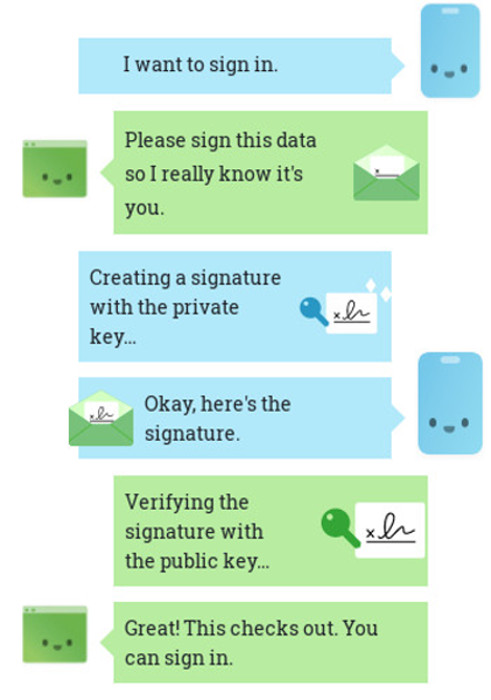 I want to sign in.
Please sign this data
so I really know it's
you.
Creating a signature
with the private
key...
Okay, here's the
signature.
Verifying the
signature with
the public key...
Great! This checks out. You
can sign in.